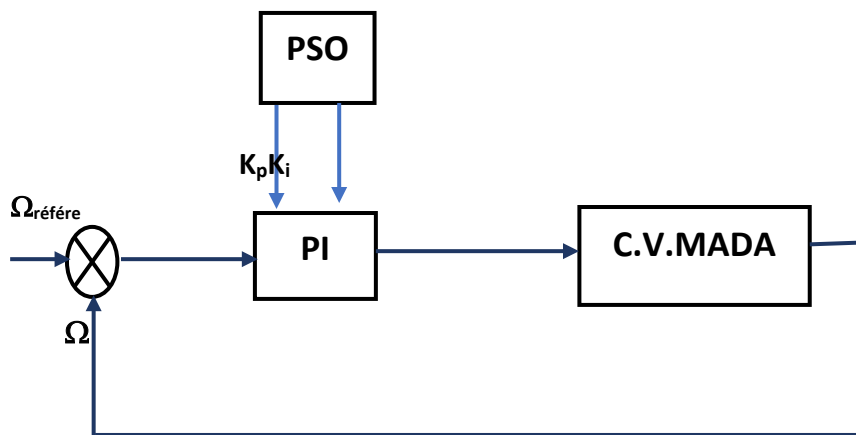 PSO
KpKi
Ωréfére
PI
C.V.MADA
Ω